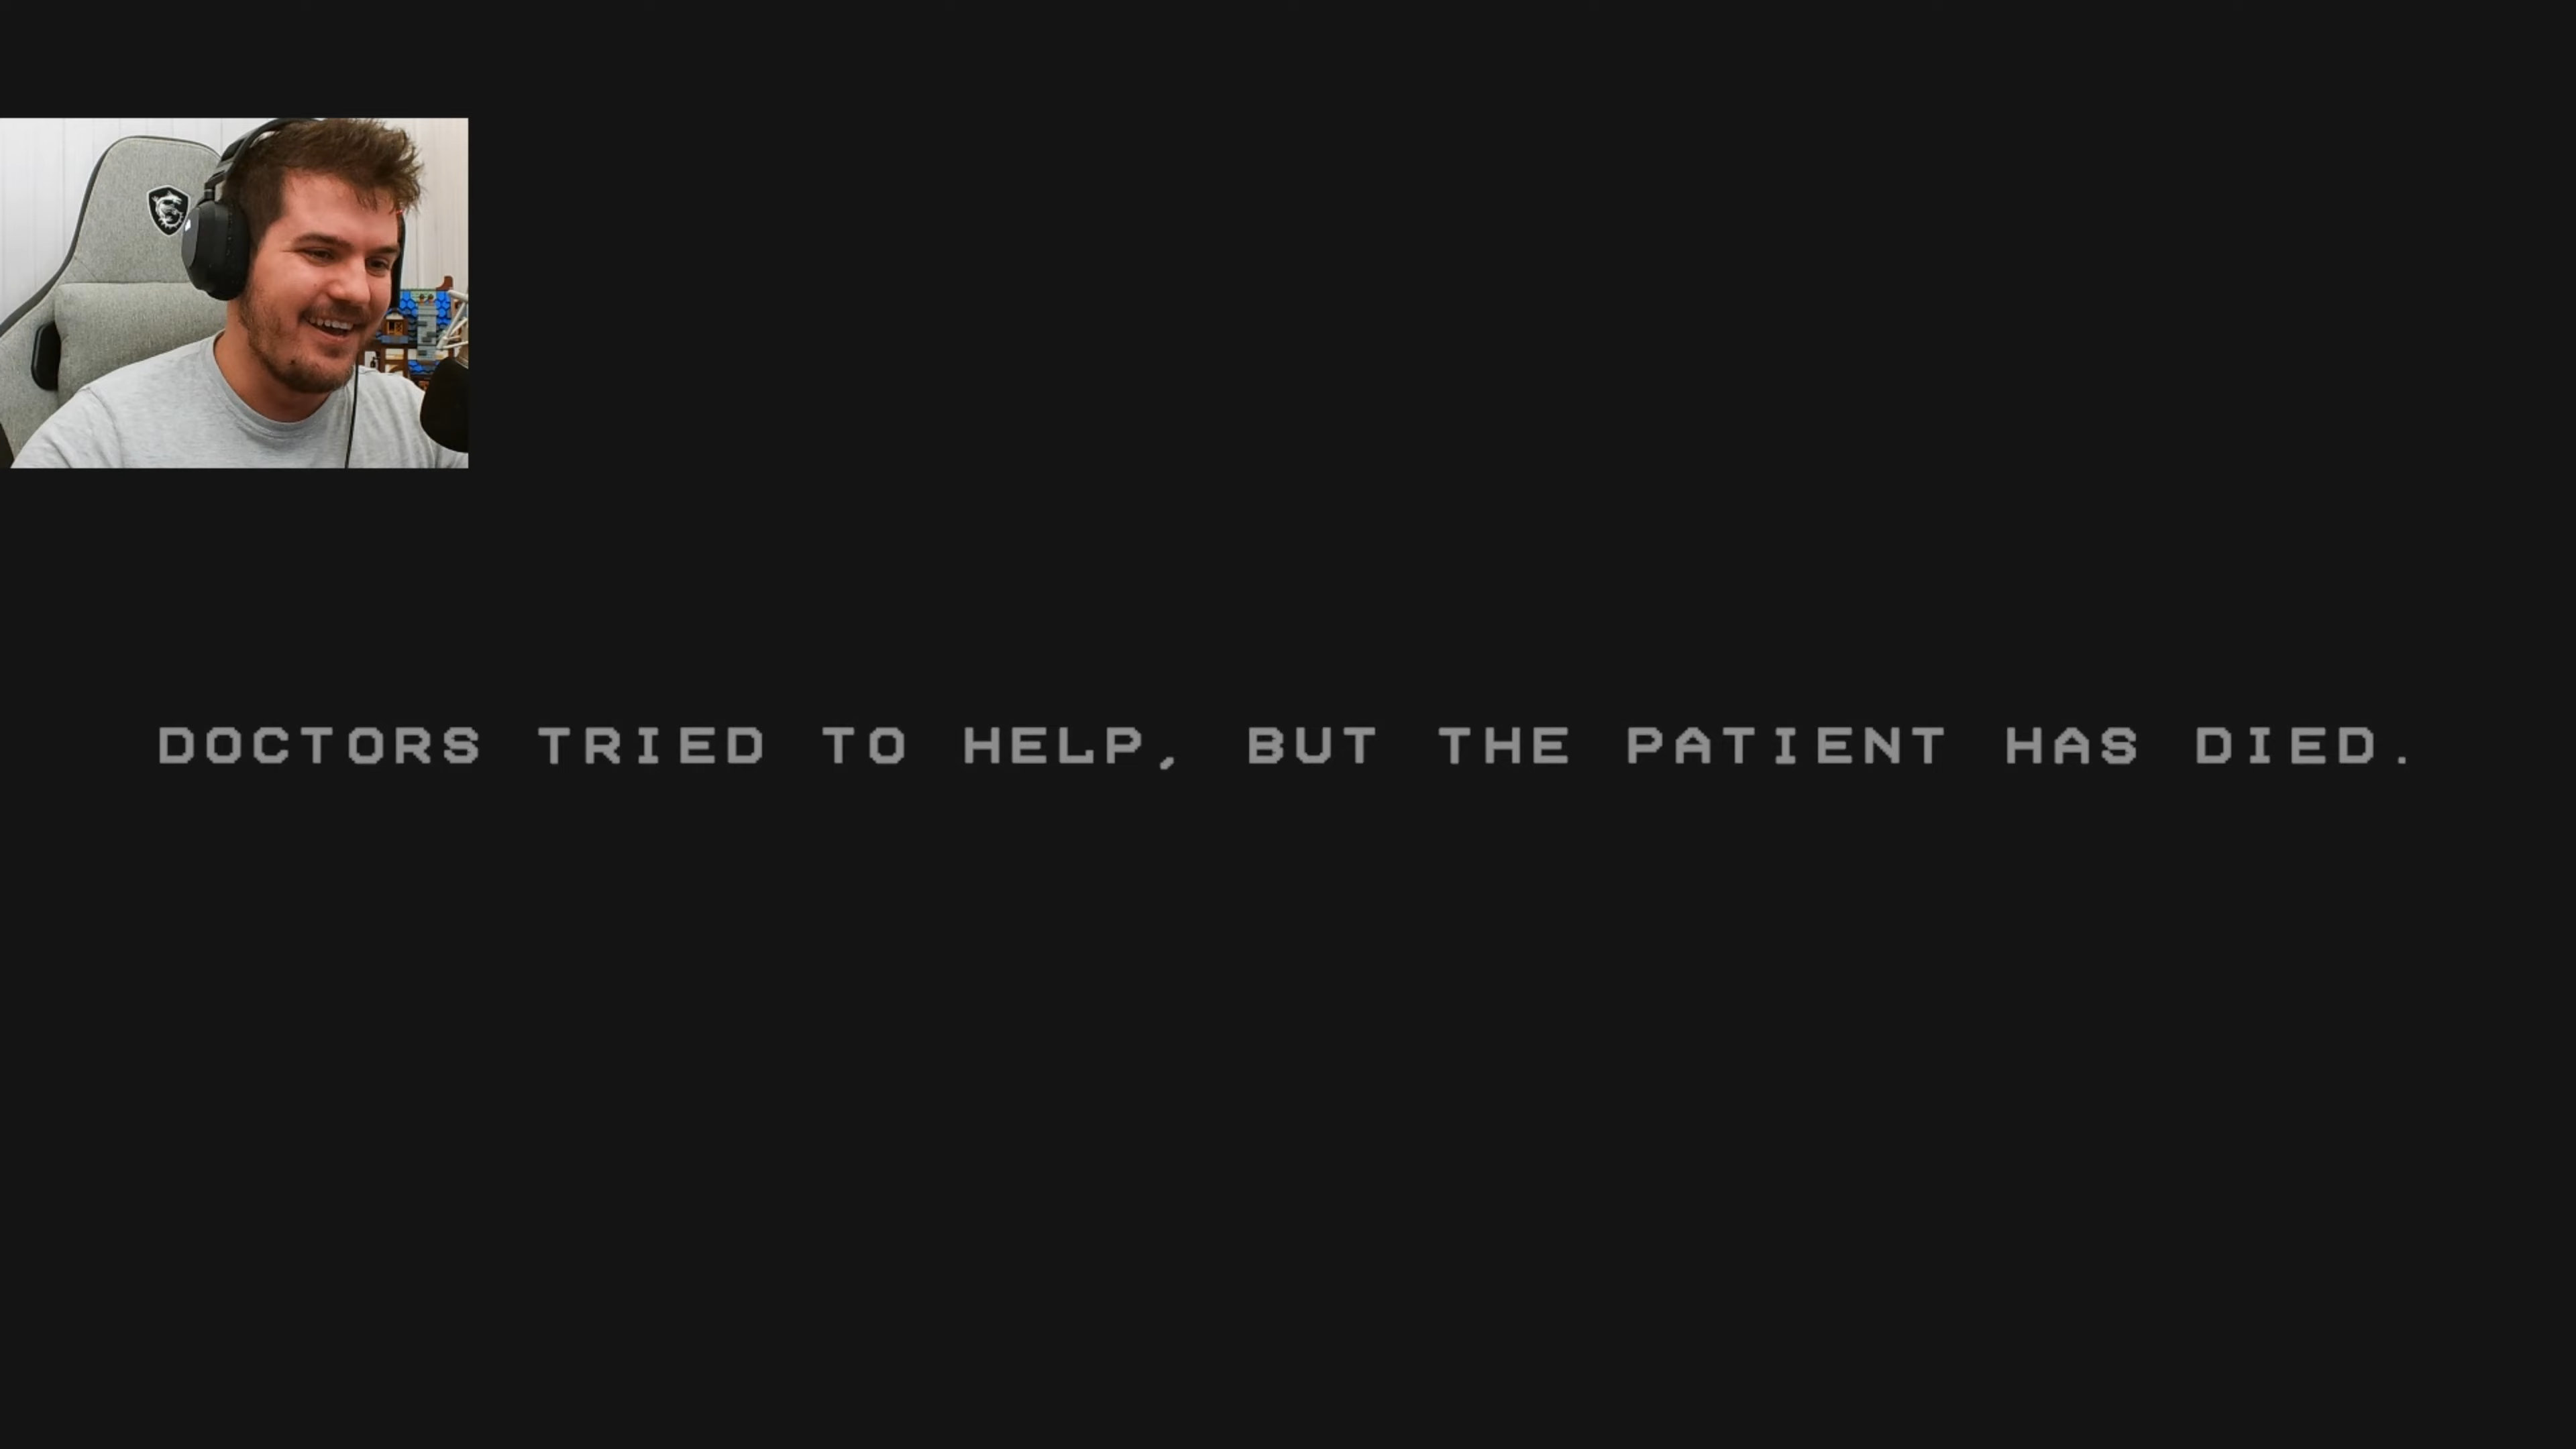 DOCTORS TRIED TO HELP, BUT THE PATIENT HAS DIED.